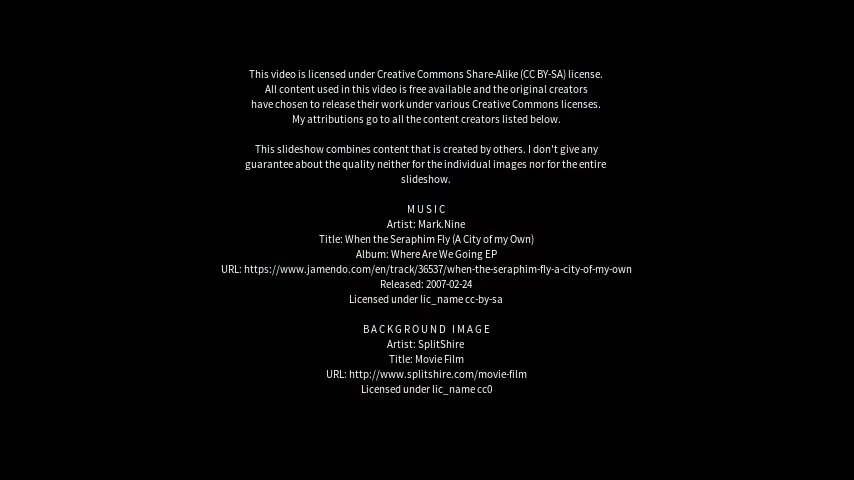 This video is licensed under Creative Commons Share-Alike (CC BY-SA) license.
All content used in this video is free available and the original creators
have chosen to release their work under various Creative Commons licenses.
My attributions go to all the content creators listed below.
This slideshow combines content that is created by others. I don't give any
guarantee about the quality neither for the individual images nor for the entire
slideshow.
MUSIC
Artist: Mark.Nine
Title: When the Seraphim Fly (A City of my Own)
Album: Where Are We Going EP
URL: https://www.jamendo.com/en/track/36537/when-the-seraphim-fly-a-city-of-my-own
Released: 2007-02-24
Licensed under lic_name cc-by-sa
BACKGROUND IMAGE
Artist: SplitShire
Title: Movie Film
URL: http://www.splitshire.com/movie-film
Licensed under lic_name cc0